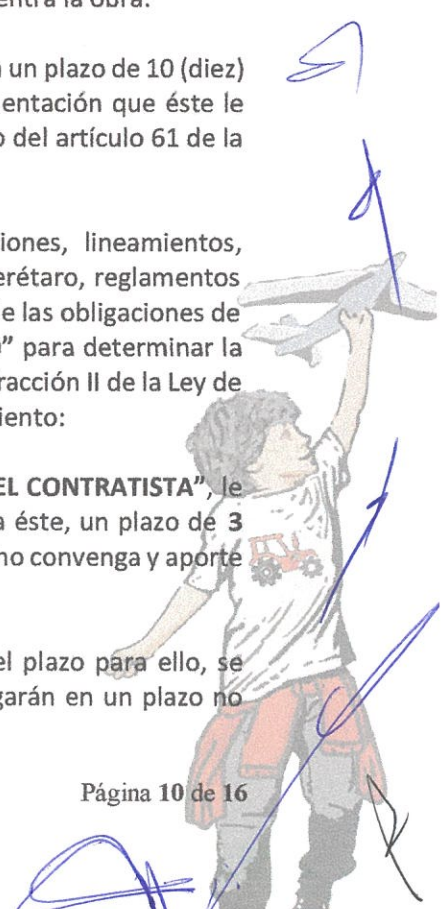 entra la obra.
un plazo de 10 (diez)
entación que éste le
o del artículo 61 de la
iones, lineamientos,
erétaro, reglamentos
e las obligaciones de
” para determinar la
racción II de la Ley de
iento:
EL CONTRATISTA”, le
a éste, un plazo de 3
no convenga y aporte
el plazo para ello, se
garán en un plazo no
Página 10 de 16